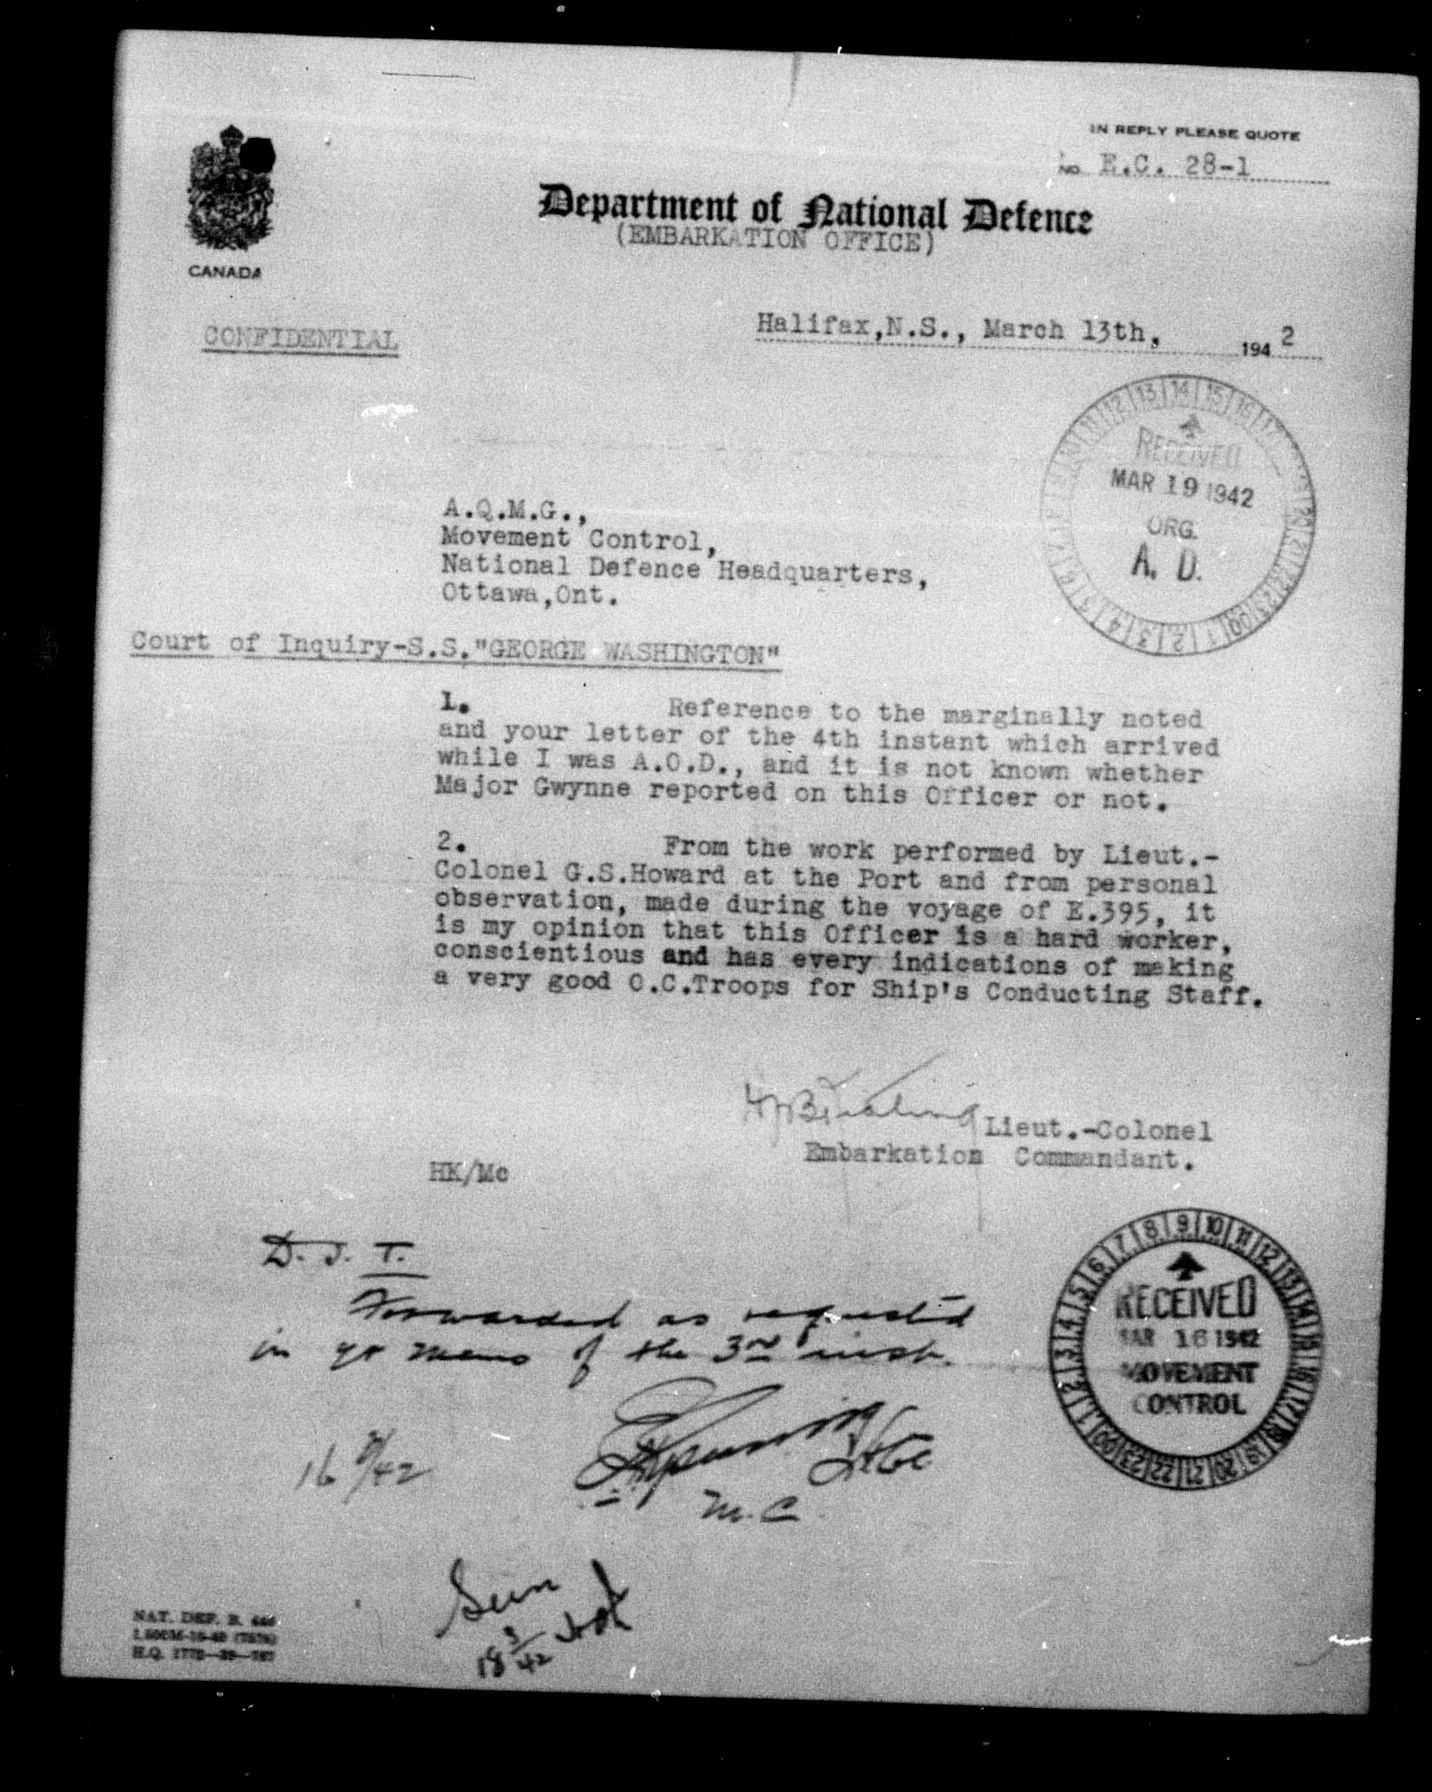 IN REPLY PLEASE QUOTE
NO. E.C. 28-1
Department of National Defence
(EMBARKATION OFFICE)
CANADA
CONFIDENTIAL
Halifax,N.S., March 13th, 1942
RECEIVED
MAR 19 1942
ORG.
A. D.
A.Q.M.G.,
Movement Control,
National Defence Headquarters,
Ottawa,Ont.
Court of Inquiry-S.S."GEORGE WASHINGTON"
1. Reference to the marginally noted
and your letter of the 4th instant which arrived
while I was A.O.D., and it is not known whether
Major Gwynne reported on this Officer or not.
2. From the work performed by Lieut.-
Colonel G.S.Howard at the Port and from personal
observation, made during the voyage of E.395, it
is my opinion that this Officer is a hard worker,
conscientious and has every indications of making
a very good O.C.Troops for Ship's Conducting Staff.
Lieut.-Colonel
Embarkation Commandant.
HK/Mc
D. J. T.
Forwarded as requested
in yr memo of the 3rd inst.
16 /42
M.C
RECEIVED
MAR 16 1942
MOVEMENT
CONTROL
Seen
18 3/42
NAT. DEF. B.
H.Q. 1772-39-